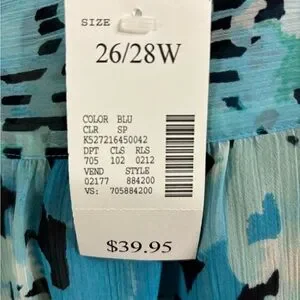 SIZE
26/28W
COLOR BLU
CLR SP
K527216450042
DPT CLS RLS
705 102 0212
VEND STYLE
02177 884200
VS: 705884200
$39.95